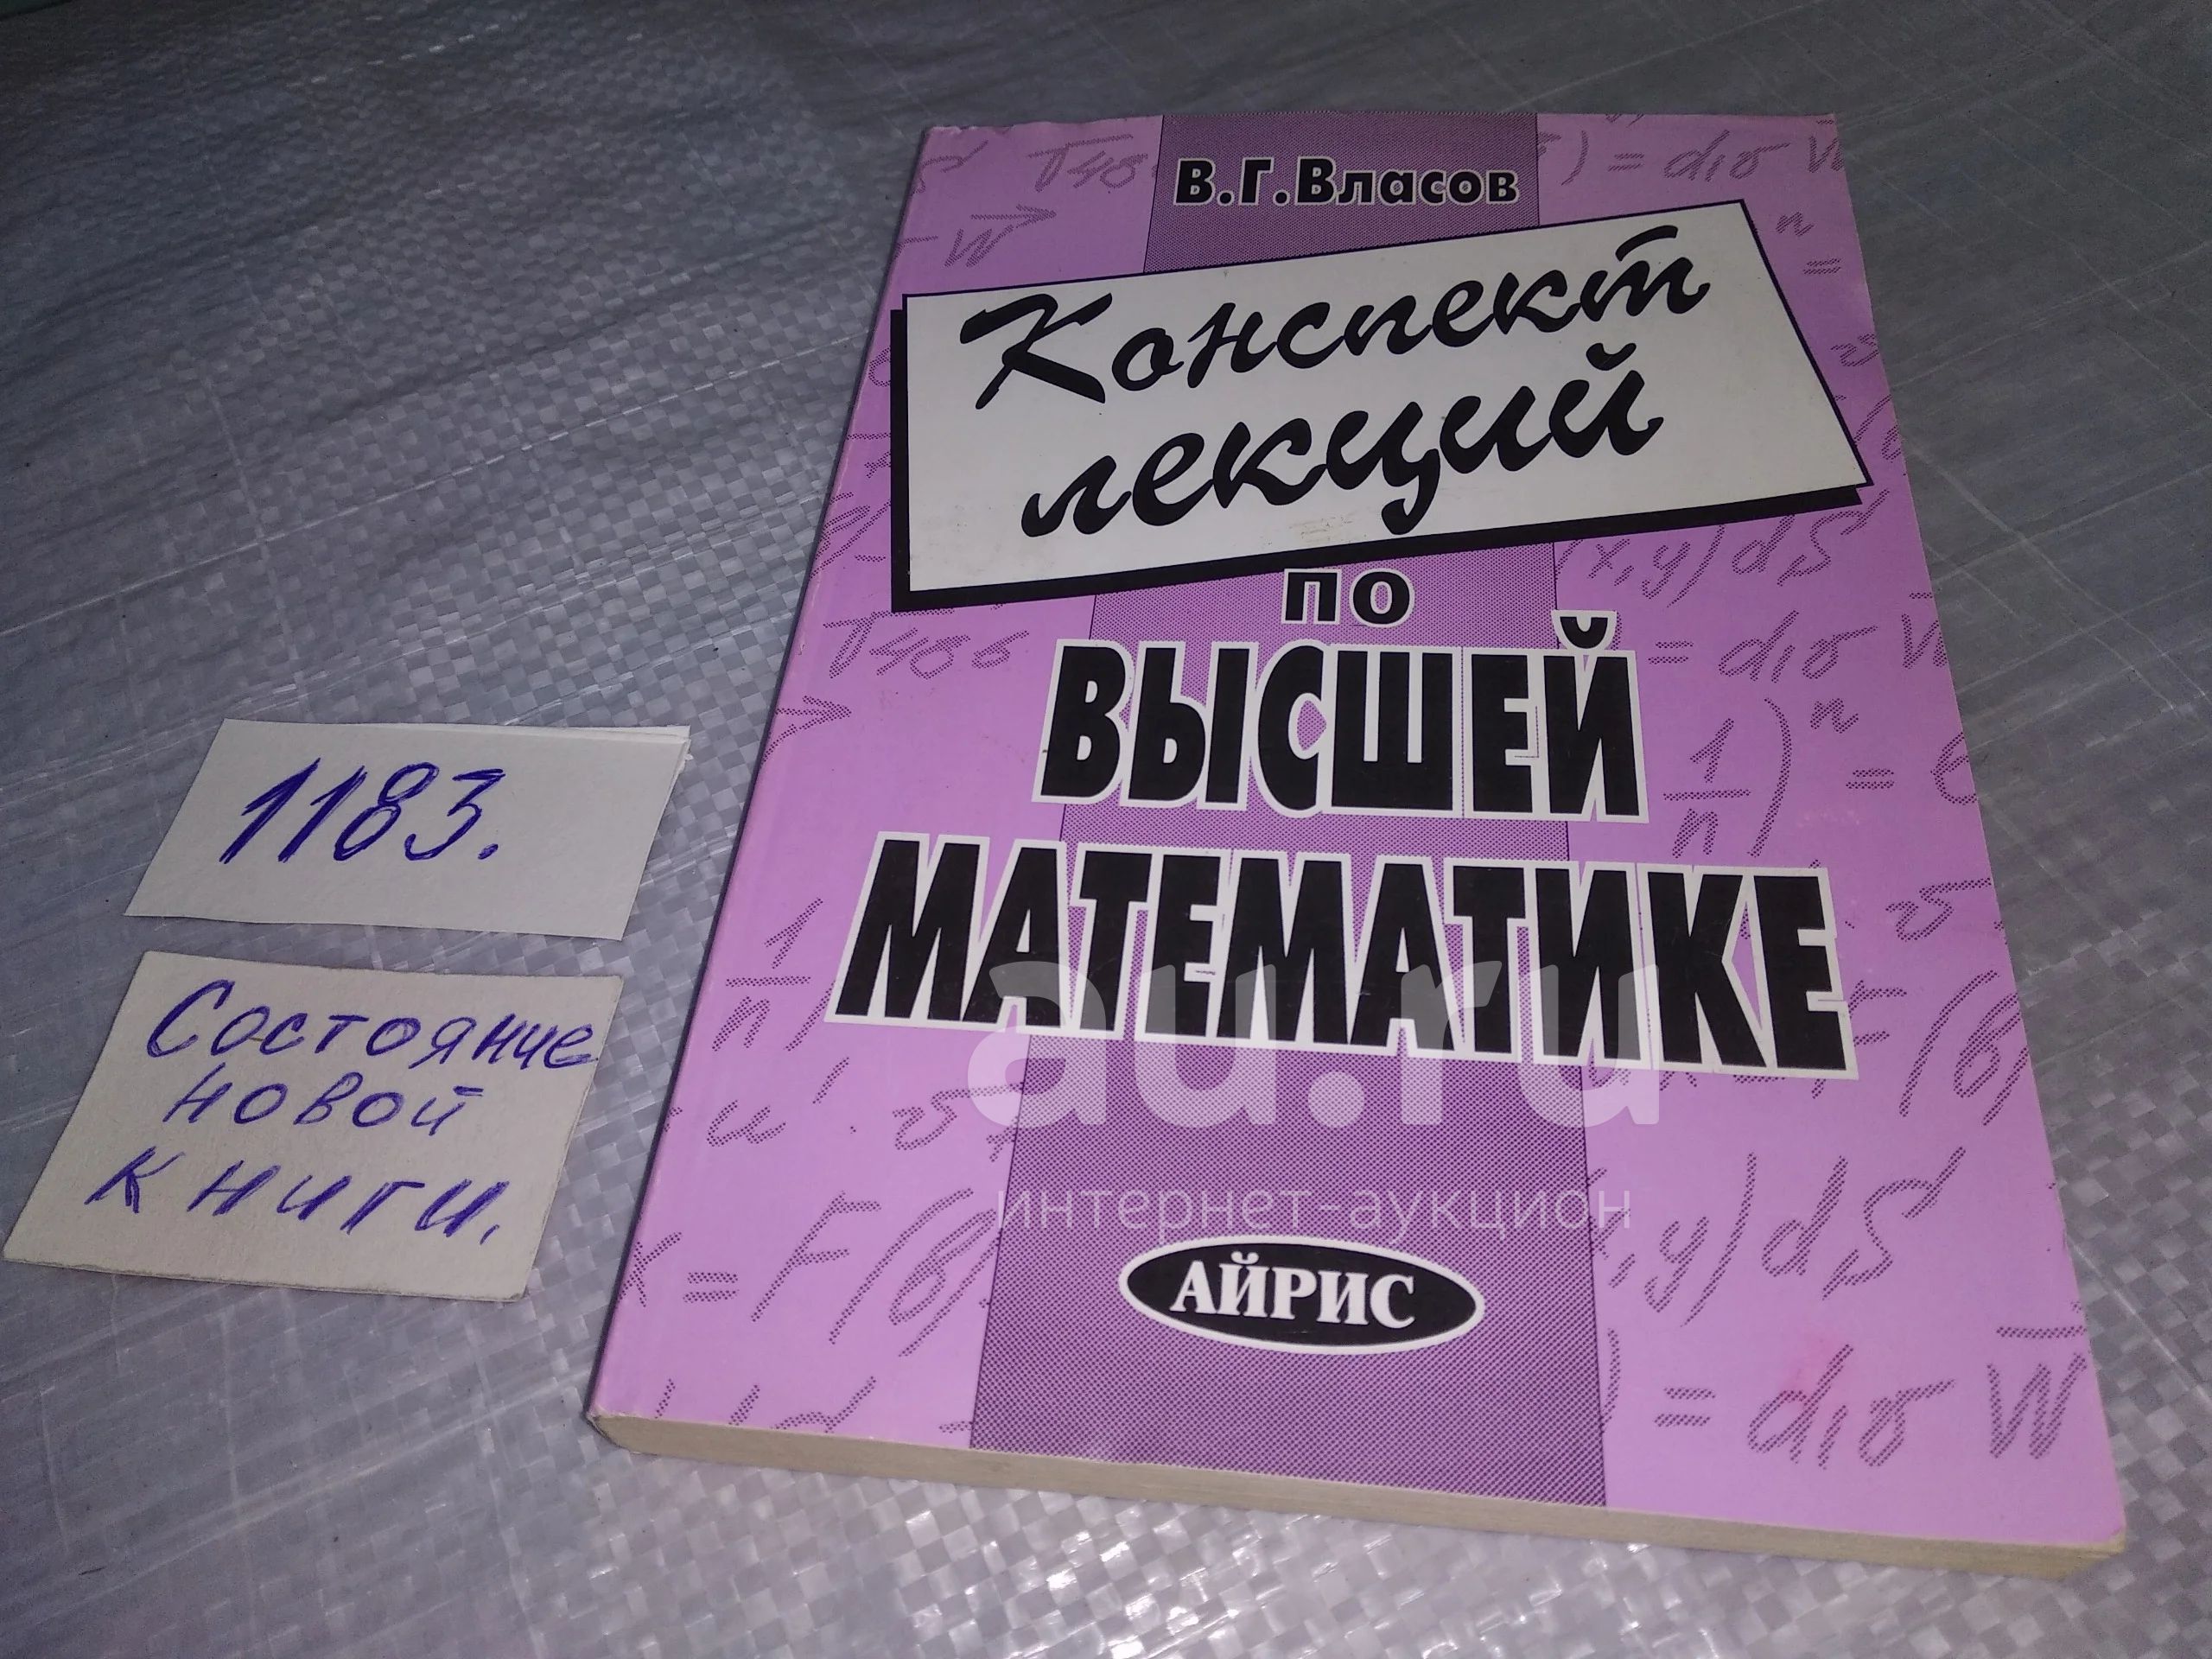 В.Г.Власов
Конспект
лекций
по
ВЫСШЕЙ
МАТЕМАТИКЕ
АЙРИС
1183.
Состояние
новой
книги.
au.ru
интернет-аукцион